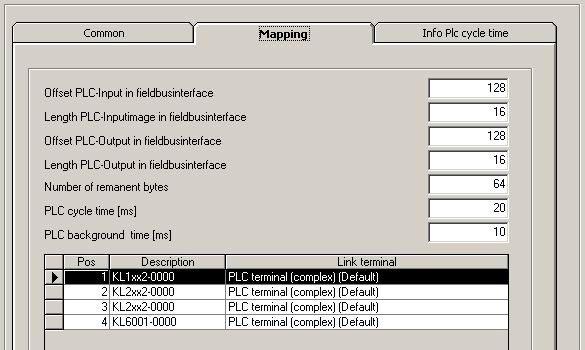 Common Mapping Info Plc cycle time
Offset PLC-Input in fieldbusinterface 128
Length PLC-Inputimage in fieldbusinterface 16
Offset PLC-Output in fieldbusinterface 128
Length PLC-Output in fieldbusinterface 16
Number of remanent bytes 64
PLC cycle time [ms] 20
PLC background time [ms] 10
Pos Description Link terminal
1 KL1xx2-0000 PLC terminal (complex) (Default)
2 KL2xx2-0000 PLC terminal (complex) (Default)
3 KL2xx2-0000 PLC terminal (complex) (Default)
4 KL6001-0000 PLC terminal (complex) (Default)